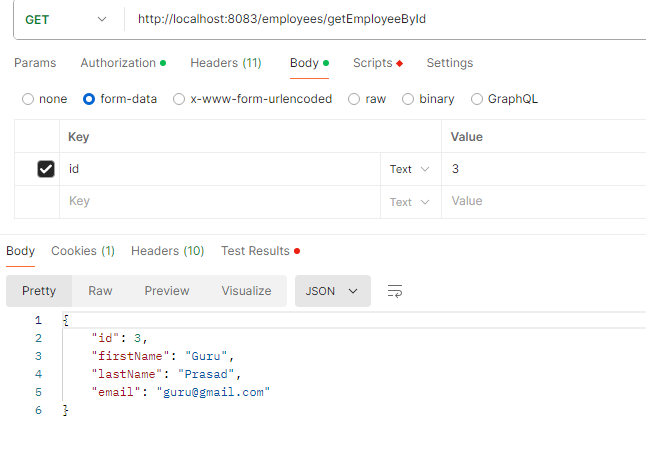 GET http://localhost:8083/employees/getEmployeeById
Params Authorization Headers (11) Body Scripts Settings
none form-data x-www-form-urlencoded raw binary GraphQL
Key Value
id Text 3
Key Text Value
Body Cookies (1) Headers (10) Test Results
Pretty Raw Preview Visualize JSON
1 {
2 "id": 3,
3 "firstName": "Guru",
4 "lastName": "Prasad",
5 "email": "guru@gmail.com"
6 }